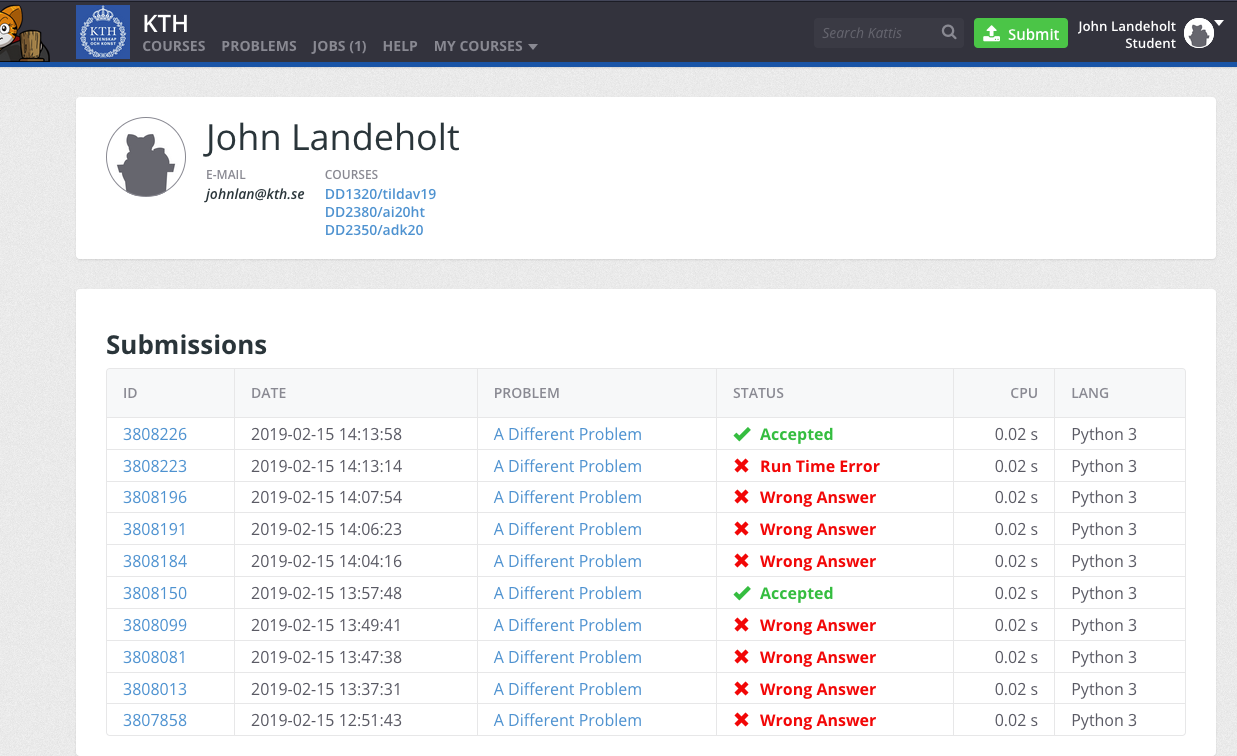 KTH
COURSES PROBLEMS JOBS (1) HELP MY COURSES
KTH
VETENSKAP
OCH KONST
Search Kattis
Submit
John Landeholt
Student
John Landeholt
E-MAIL COURSES
johnlan@kth.se DD1320/tildav19
DD2380/ai20ht
DD2350/adk20
Submissions
ID DATE PROBLEM STATUS CPU LANG
3808226 2019-02-15 14:13:58 A Different Problem Accepted 0.02 s Python 3
3808223 2019-02-15 14:13:14 A Different Problem Run Time Error 0.02 s Python 3
3808196 2019-02-15 14:07:54 A Different Problem Wrong Answer 0.02 s Python 3
3808191 2019-02-15 14:06:23 A Different Problem Wrong Answer 0.02 s Python 3
3808184 2019-02-15 14:04:16 A Different Problem Wrong Answer 0.02 s Python 3
3808150 2019-02-15 13:57:48 A Different Problem Accepted 0.02 s Python 3
3808099 2019-02-15 13:49:41 A Different Problem Wrong Answer 0.02 s Python 3
3808081 2019-02-15 13:47:38 A Different Problem Wrong Answer 0.02 s Python 3
3808013 2019-02-15 13:37:31 A Different Problem Wrong Answer 0.02 s Python 3
3807858 2019-02-15 12:51:43 A Different Problem Wrong Answer 0.02 s Python 3